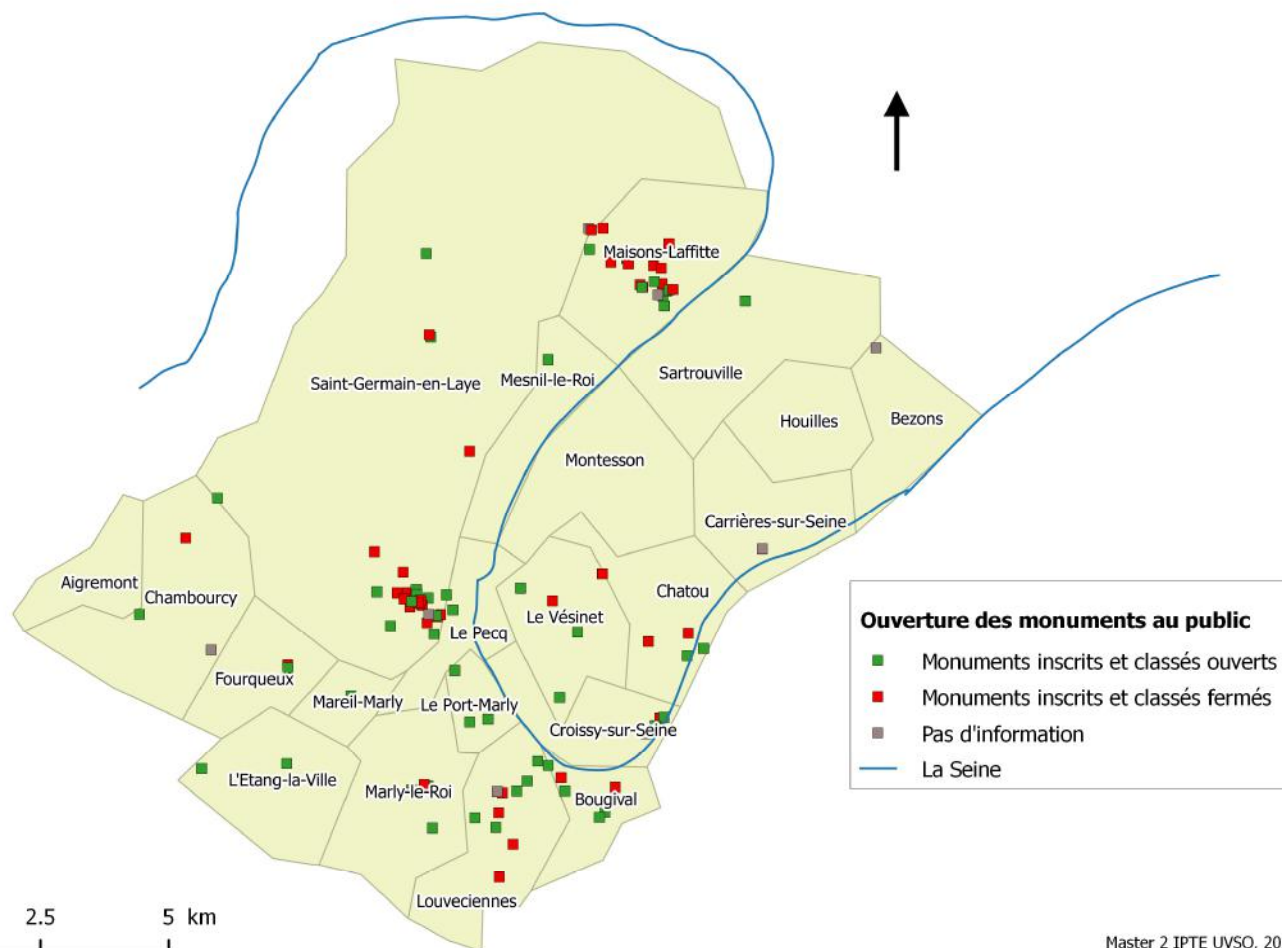 Maisons-Laffitte
Saint-Germain-en-Laye
Mesnil-le-Roi
Sartrouville
Houilles
Bezons
Montesson
Carrières-sur-Seine
Aigremont
Chambourcy
Chatou
Le Vésinet
Le Pecq
Fourqueux
Mareil-Marly
Le Port-Marly
Croissy-sur-Seine
L'Etang-la-Ville
Marly-le-Roi
Bougival
Louveciennes
Ouverture des monuments au public
Monuments inscrits et classés ouverts
Monuments inscrits et classés fermés
Pas d'information
La Seine
2.5 5 km
Master 2 IPTE UVSQ, 20